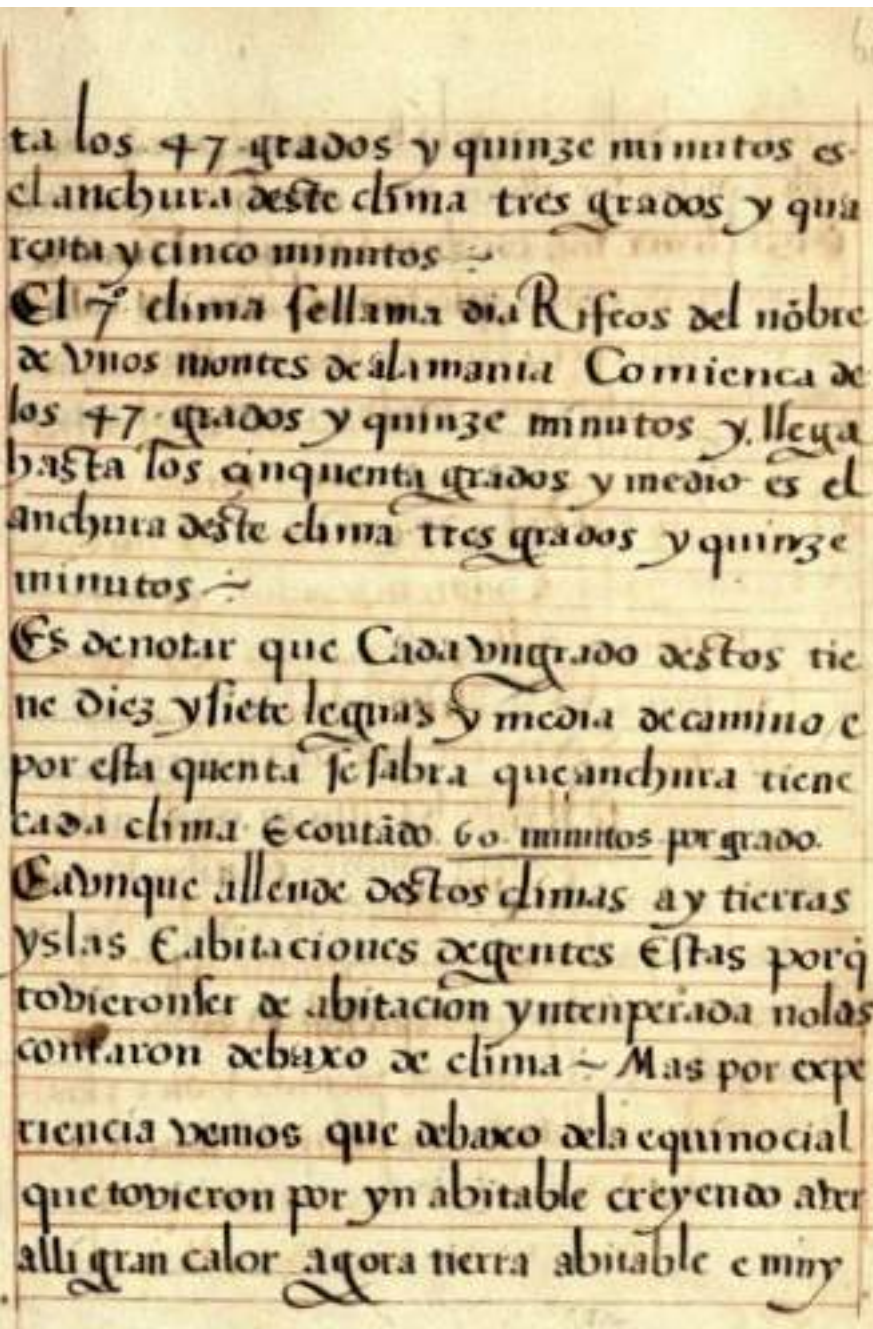 ta los 47 grados y quinze minutos es
el anchura deste clima tres grados y qua
renta y cinco minutos ~
El 7º clima sellama dia Rifeos del nõbre
de vnos montes de alamania Comienca de
los 47 grados y quinze minutos y llega
hasta los cinquenta grados y medio es el
anchura deste clima tres grados y quinze
minutos ~
Es denotar que Cada vngrado destos tie
ne diez ysiete leguas y media decamino e
por esta quenta se sabra que anchura tiene
cada clima E contãdo 60 minutos por grado.
Eavnque allende destos climas ay tierras
yslas Eabitaciones degentes Estas porq̃
tovieronser de abitacion yntenperada nolas
contaron debaxo de clima ~ Mas por expe
riencia vemos que debaxo dela equinocial
que tovieron por yn abitable creyendo aver
alli gran calor agora tierra abitable e muy